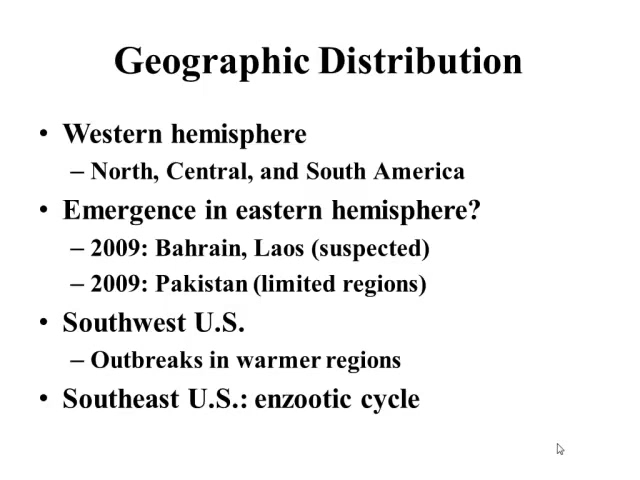 Geographic Distribution
• Western hemisphere
– North, Central, and South America
• Emergence in eastern hemisphere?
– 2009: Bahrain, Laos (suspected)
– 2009: Pakistan (limited regions)
• Southwest U.S.
– Outbreaks in warmer regions
• Southeast U.S.: enzootic cycle